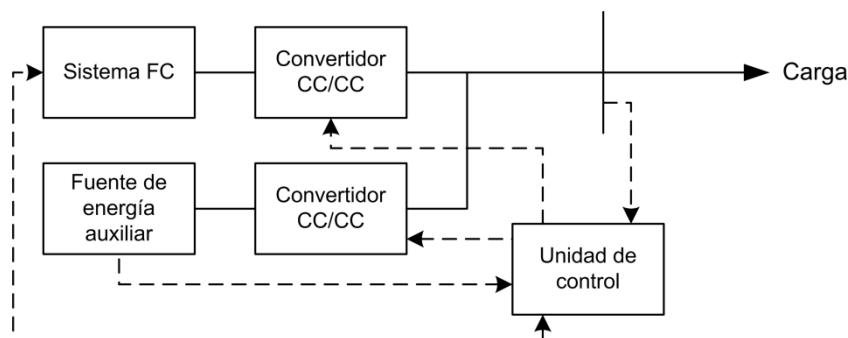 Sistema FC
Convertidor
CC/CC
Carga
Fuente de
energía
auxiliar
Convertidor
CC/CC
Unidad de
control